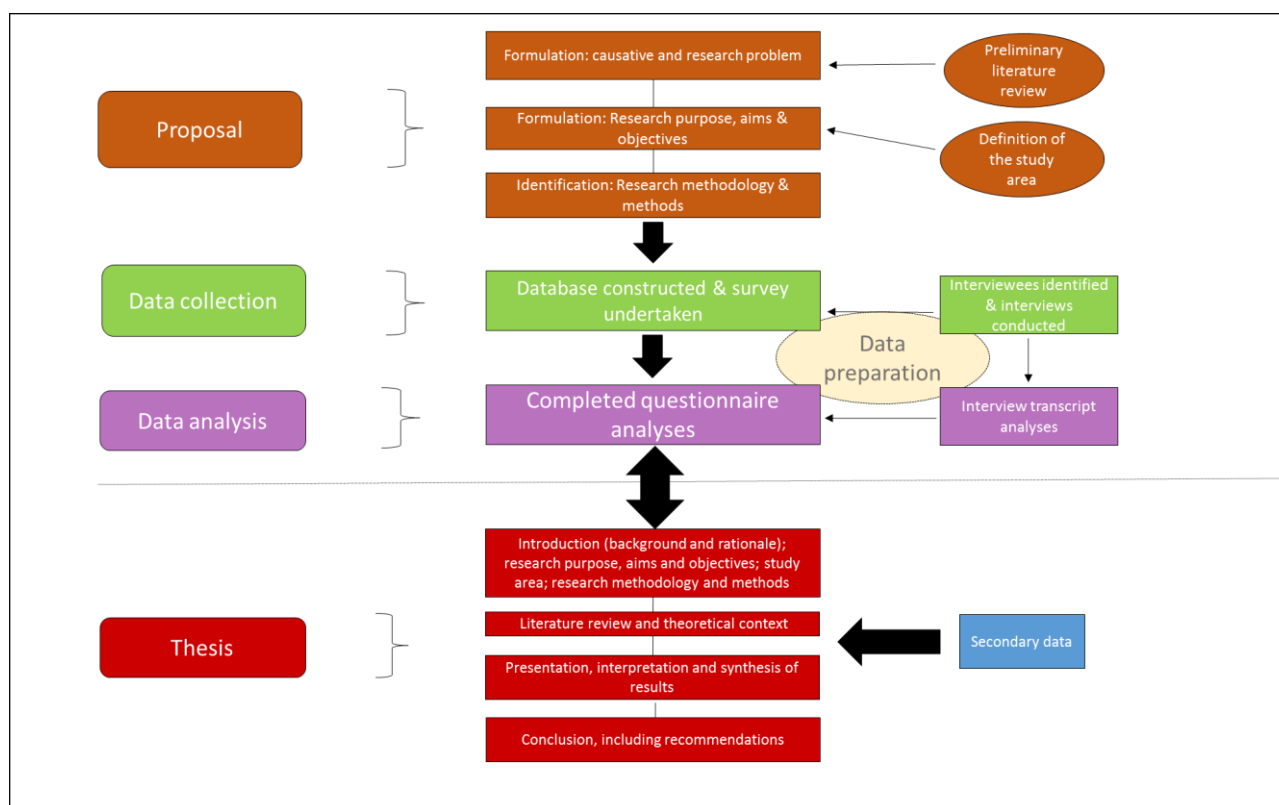 Formulation: causative and research problem
Preliminary
literature
review
Proposal
Formulation: Research purpose, aims &
objectives
Definition of
the study
area
Identification: Research methodology &
methods
Data collection
Database constructed & survey
undertaken
Interviewees identified
& interviews
conducted
Data
preparation
Data analysis
Completed questionnaire
analyses
Interview transcript
analyses
Introduction (background and rationale);
research purpose, aims and objectives; study
area; research methodology and methods
Thesis
Literature review and theoretical context
Secondary data
Presentation, interpretation and synthesis of
results
Conclusion, including recommendations